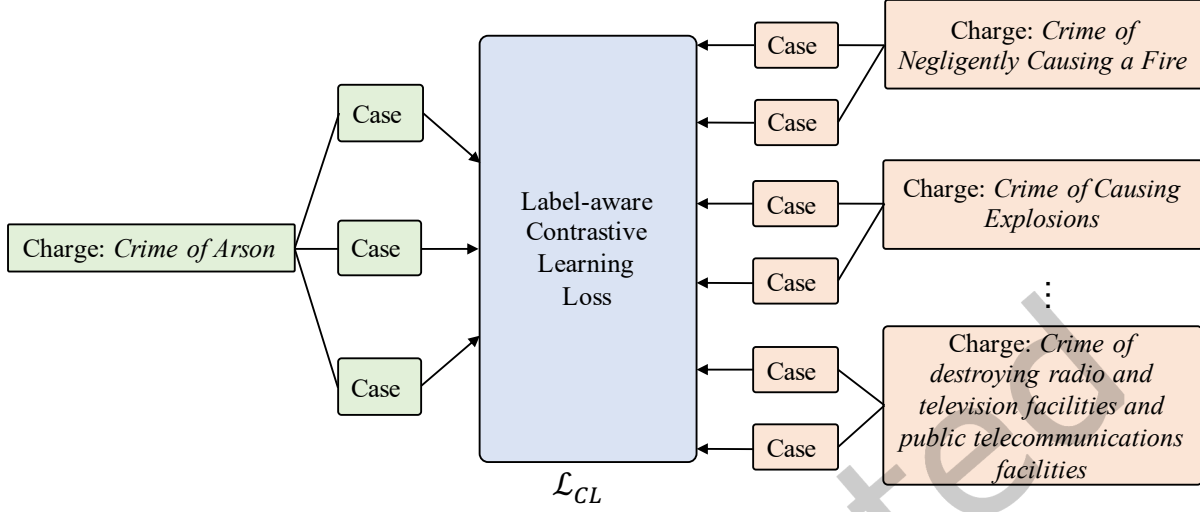 Charge: Crime of Arson
Case
Case
Case
Label-aware
Contrastive
Learning
Loss
ℒ_CL
Case
Case
Charge: Crime of
Negligently Causing a Fire
Case
Case
Charge: Crime of Causing
Explosions
⋮
Case
Case
Charge: Crime of
destroying radio and
television facilities and
public telecommunications
facilities
ted